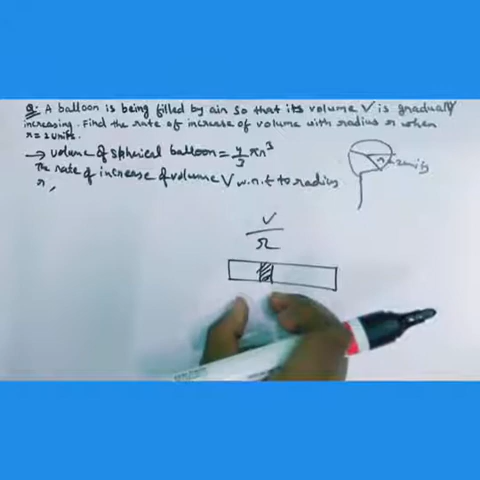 Q: A balloon is being filled by air so that its volume V is gradually
increasing. Find the rate of increase of volume with radius r when
r = 2 units.
→ volume of spherical balloon = 4/3 πr³
r = 2 units
The rate of increase of volume V w.r.t to radius
r,
V
r